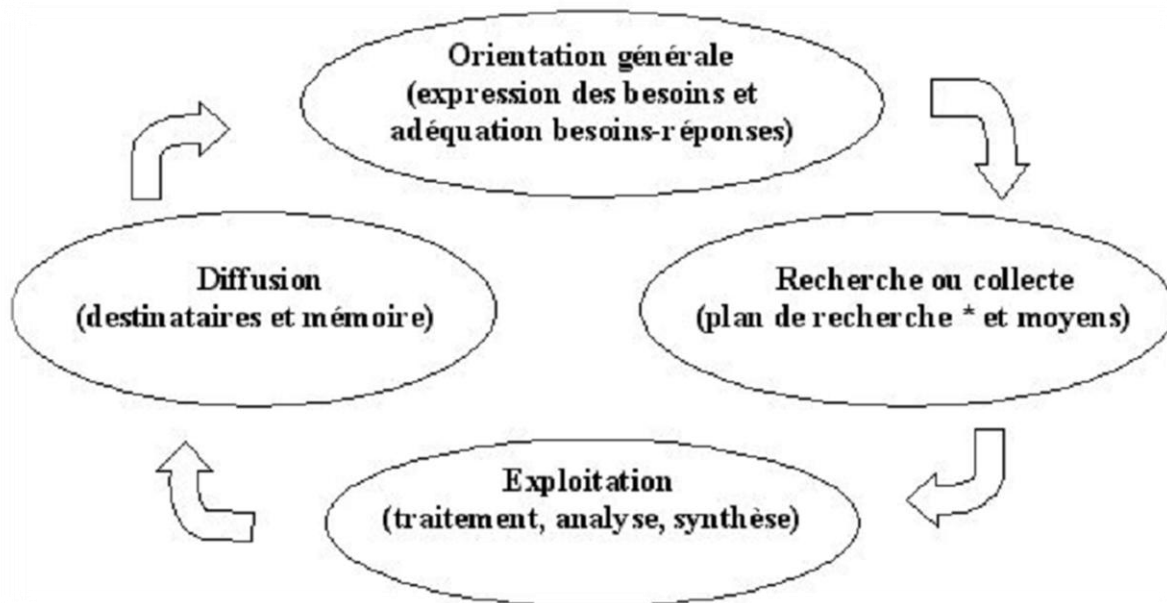 Orientation générale
(expression des besoins et
adéquation besoins-réponses)
Diffusion
(destinataires et mémoire)
Recherche ou collecte
(plan de recherche * et moyens)
Exploitation
(traitement, analyse, synthèse)